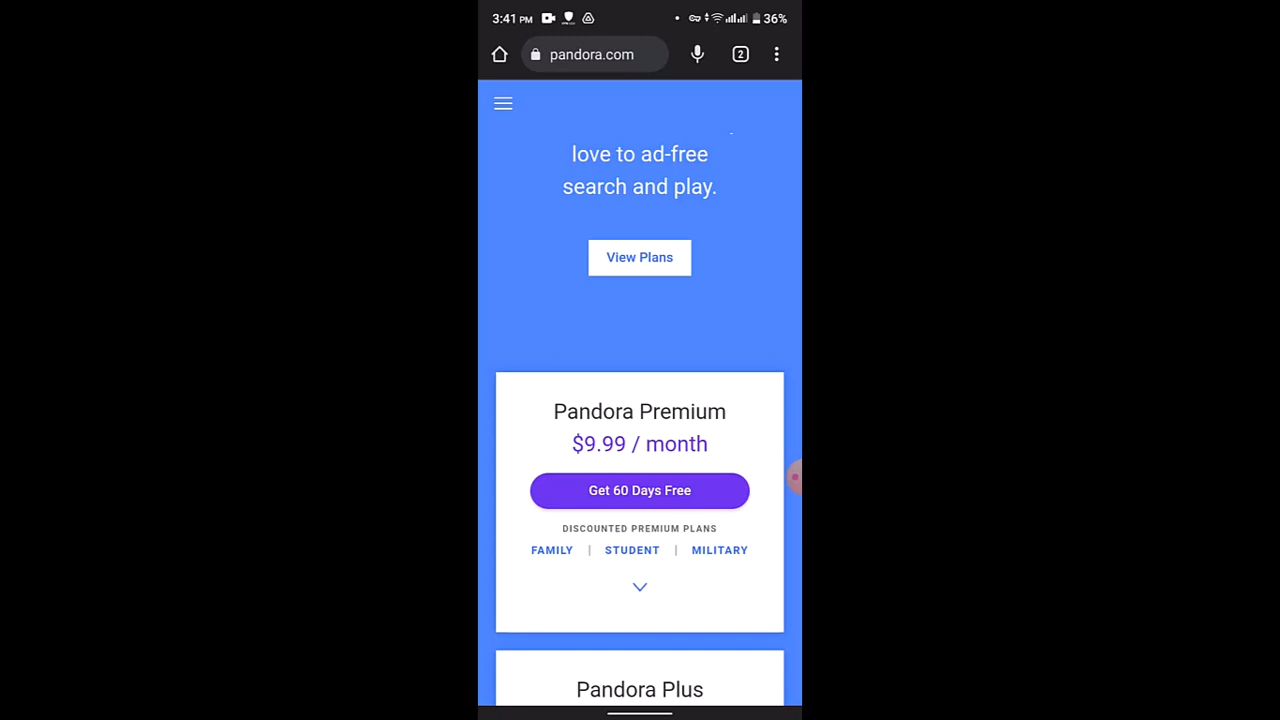 3:41 PM 36%
pandora.com 2
love to ad-free
search and play.
View Plans
Pandora Premium
$9.99 / month
Get 60 Days Free
DISCOUNTED PREMIUM PLANS
FAMILY | STUDENT | MILITARY
Pandora Plus